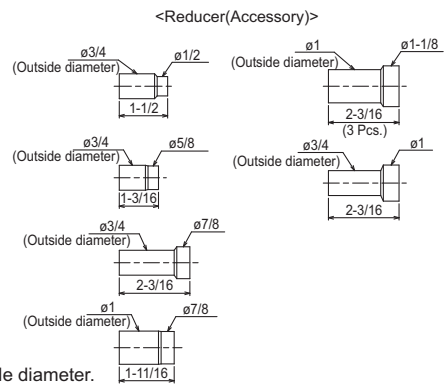 <Reducer(Accessory)>
ø3/4
(Outside diameter)
ø1/2
1-1/2
ø3/4
(Outside diameter)
ø5/8
1-3/16
ø3/4
(Outside diameter)
ø7/8
2-3/16
ø1
(Outside diameter)
ø7/8
1-11/16
ø1
(Outside diameter)
ø1-1/8
2-3/16
(3 Pcs.)
ø3/4
(Outside diameter)
ø1
2-3/16
le diameter.